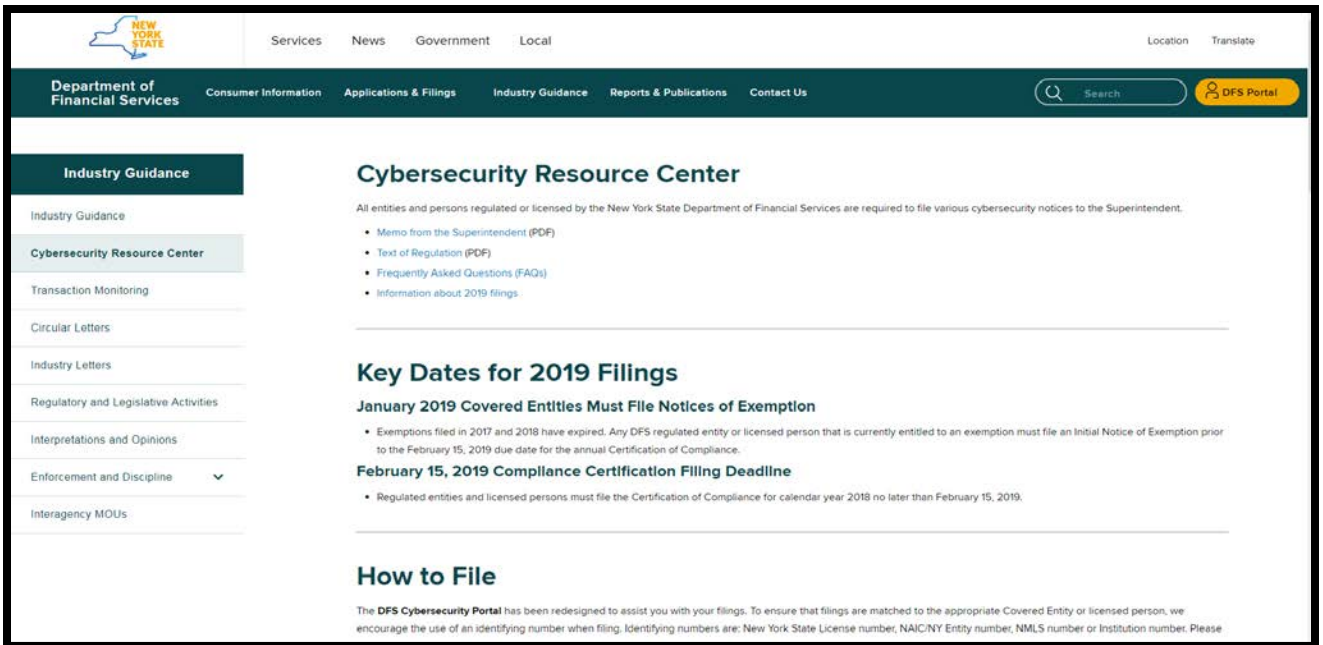 NEW
YORK
STATE
Services News Government Local
Location Translate
Department of
Financial Services
Consumer Information Applications & Filings Industry Guidance Reports & Publications Contact Us
Search
DFS Portal
Industry Guidance
Industry Guidance
Cybersecurity Resource Center
Transaction Monitoring
Circular Letters
Industry Letters
Regulatory and Legislative Activities
Interpretations and Opinions
Enforcement and Discipline
Interagency MOUs
Cybersecurity Resource Center
All entities and persons regulated or licensed by the New York State Department of Financial Services are required to file various cybersecurity notices to the Superintendent.
• Memo from the Superintendent (PDF)
• Text of Regulation (PDF)
• Frequently Asked Questions (FAQs)
• Information about 2019 filings
Key Dates for 2019 Filings
January 2019 Covered Entities Must File Notices of Exemption
• Exemptions filed in 2017 and 2018 have expired. Any DFS regulated entity or licensed person that is currently entitled to an exemption must file an Initial Notice of Exemption prior
to the February 15, 2019 due date for the annual Certification of Compliance.
February 15, 2019 Compliance Certification Filing Deadline
• Regulated entities and licensed persons must file the Certification of Compliance for calendar year 2018 no later than February 15, 2019.
How to File
The DFS Cybersecurity Portal has been redesigned to assist you with your filings. To ensure that filings are matched to the appropriate Covered Entity or licensed person, we
encourage the use of an identifying number when filing. Identifying numbers are: New York State License number, NAIC/NY Entity number, NMLS number or Institution number. Please